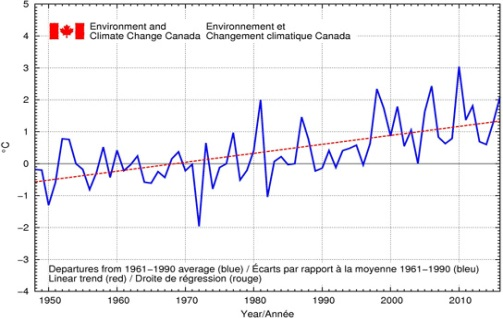 Environment and Environnement et
Climate Change Canada Changement climatique Canada
5
4
3
2
1
0
−1
−2
−3
−4
°C
Departures from 1961−1990 average (blue) / Écarts par rapport à la moyenne 1961−1990 (bleu)
Linear trend (red) / Droite de régression (rouge)
1950 1960 1970 1980 1990 2000 2010
Year/Année